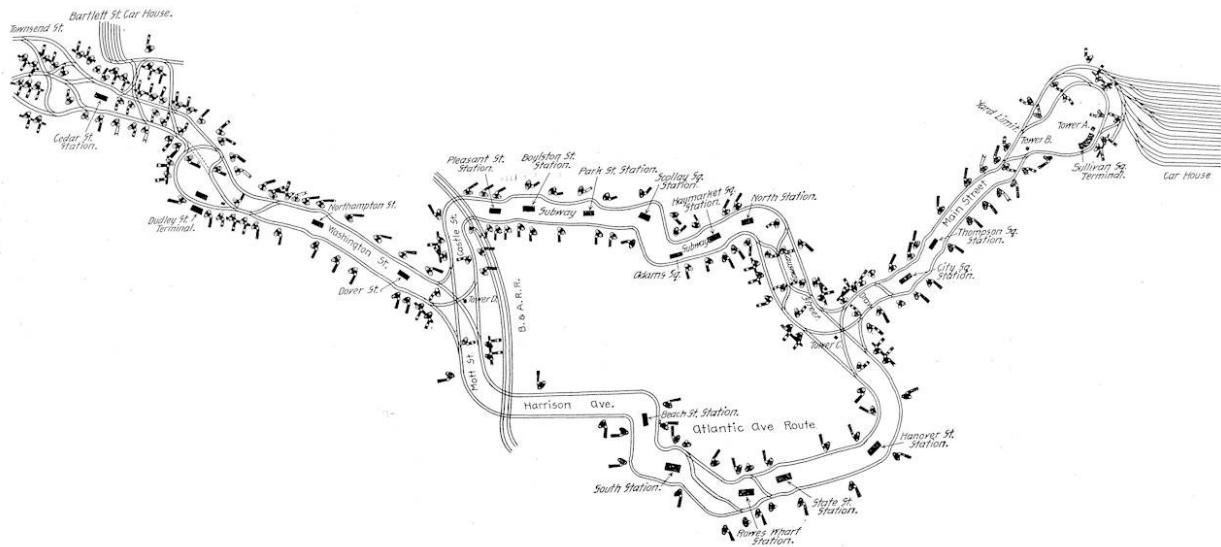 Bartlett St. Car House.
Townsend St.
Cedar St.
Station.
Dudley St.
Terminal.
Northampton St.
Washington St.
Dover St.
Pleasant St.
Station.
Boylston St.
Station.
Park St. Station.
Scollay Sq.
Station.
Haymarket Sq.
Station.
North Station.
Subway
Subway
Adams Sq.
Castle St.
Tower D.
B. & A. R. R.
Mott St.
Harrison Ave.
Beach St. Station.
Atlantic Ave Route
South Station.
Rowes Wharf
Station.
State St.
Station.
Hanover St.
Station.
Street
Tower C.
City Sq.
Station.
Thompson Sq.
Station.
Main Street
Yard Limit
Tower B.
Tower A.
Sullivan Sq.
Terminal.
Car House